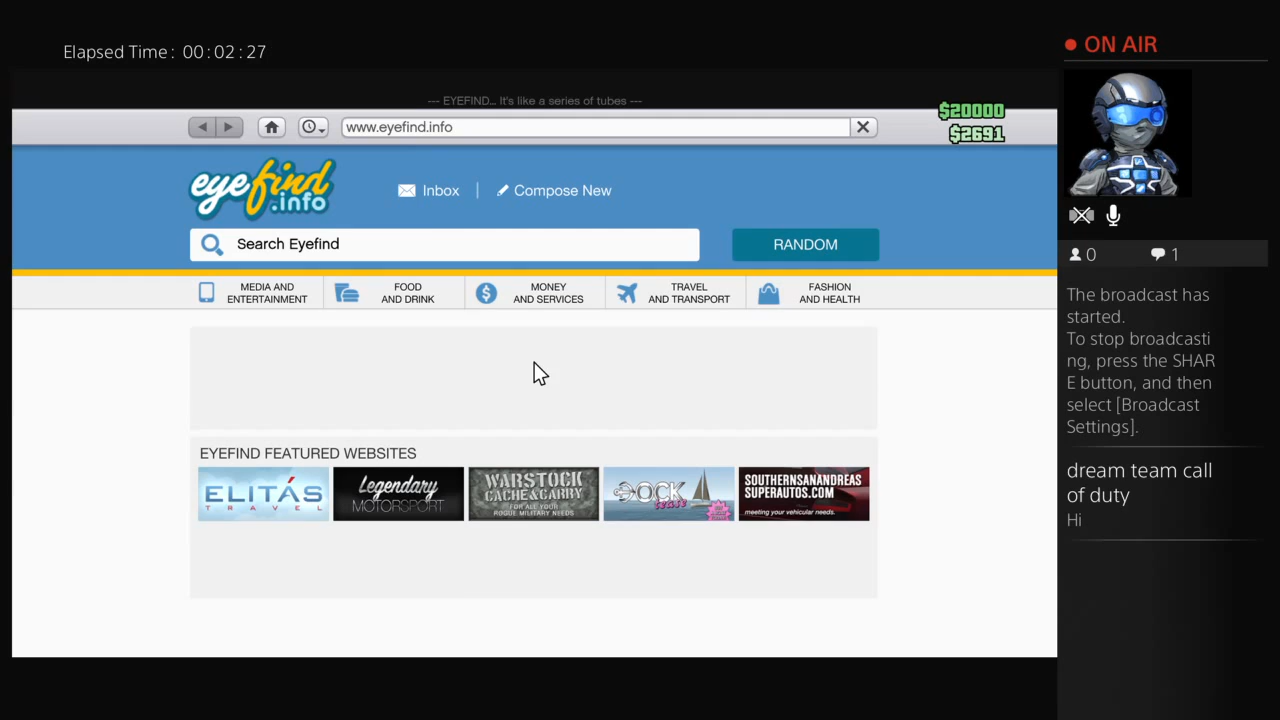 Elapsed Time: 00:02:27
ON AIR
--- EYEFIND... It's like a series of tubes ---
www.eyefind.info
$20000
$2691
eyefind
.info
Inbox | Compose New
Search Eyefind
RANDOM
MEDIA AND
ENTERTAINMENT
FOOD
AND DRINK
MONEY
AND SERVICES
TRAVEL
AND TRANSPORT
FASHION
AND HEALTH
EYEFIND FEATURED WEBSITES
ELITÁS
TRAVEL
Legendary
MOTORSPORT
WARSTOCK
CACHE & CARRY
FOR ALL YOUR
ROGUE MILITARY NEEDS
DOCK
tease
SOUTHERNSANANDREAS
SUPERAUTOS.COM
meeting your vehicular needs.
0
1
The broadcast has
started.
To stop broadcasti
ng, press the SHAR
E button, and then
select [Broadcast
Settings].
dream team call
of duty
Hi